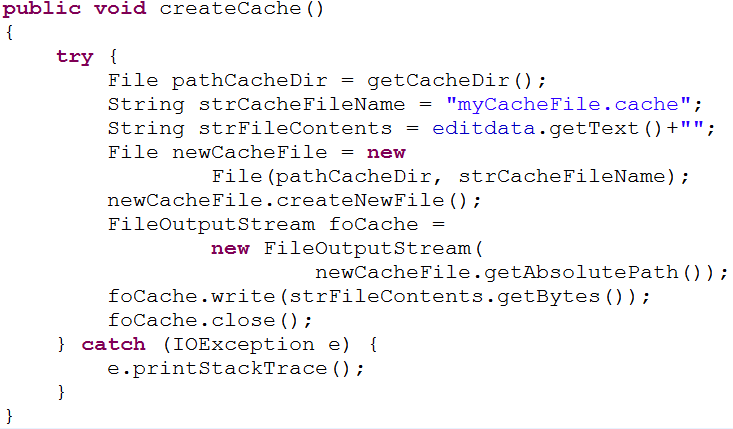 public void createCache()
{
    try {
        File pathCacheDir = getCacheDir();
        String strCacheFileName = "myCacheFile.cache";
        String strFileContents = editdata.getText()+"";
        File newCacheFile = new
                File(pathCacheDir, strCacheFileName);
        newCacheFile.createNewFile();
        FileOutputStream foCache =
                new FileOutputStream(
                        newCacheFile.getAbsolutePath());
        foCache.write(strFileContents.getBytes());
        foCache.close();
    } catch (IOException e) {
        e.printStackTrace();
    }
}